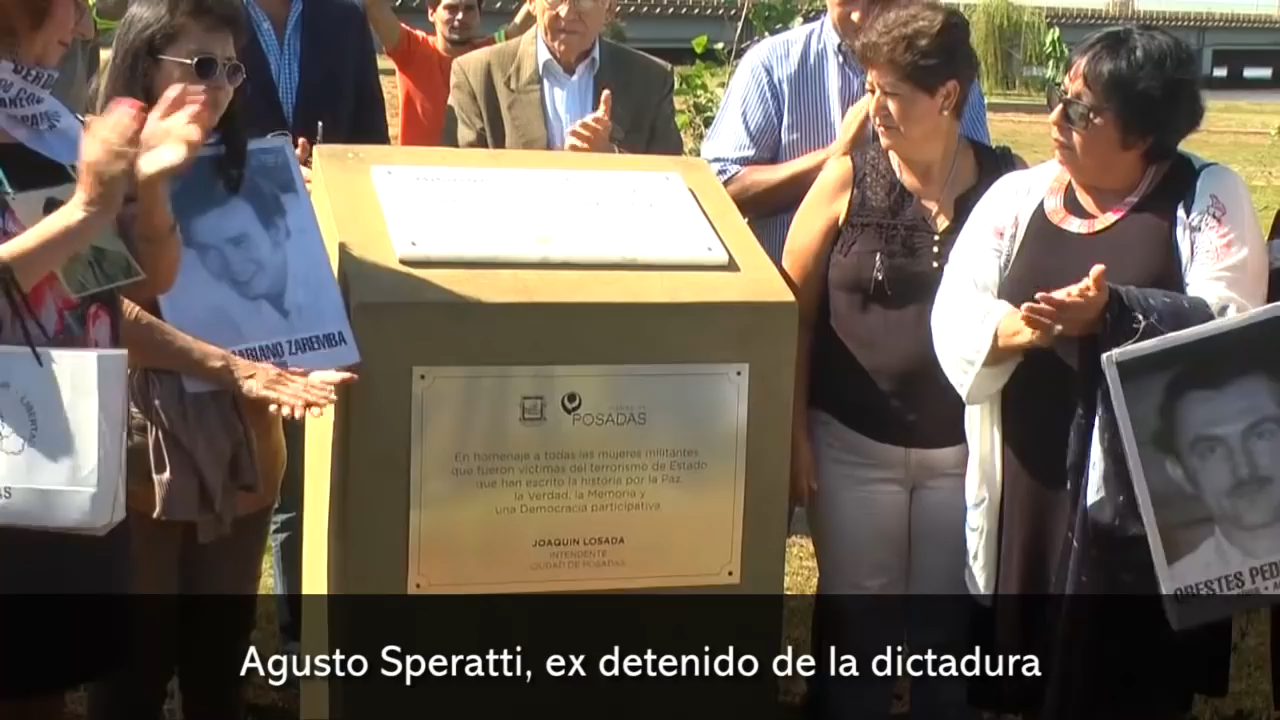 MARIANO ZAREMBA
LIBERTAD
POSADAS
En homenaje a todas las mujeres militantes
que fueron víctimas del terrorismo de Estado
que han escrito la historia por la Paz,
la Verdad, la Memoria y
una Democracia participativa
JOAQUIN LOSADA
INTENDENTE
CIUDAD DE POSADAS
ORESTES PED
Agusto Speratti, ex detenido de la dictadura